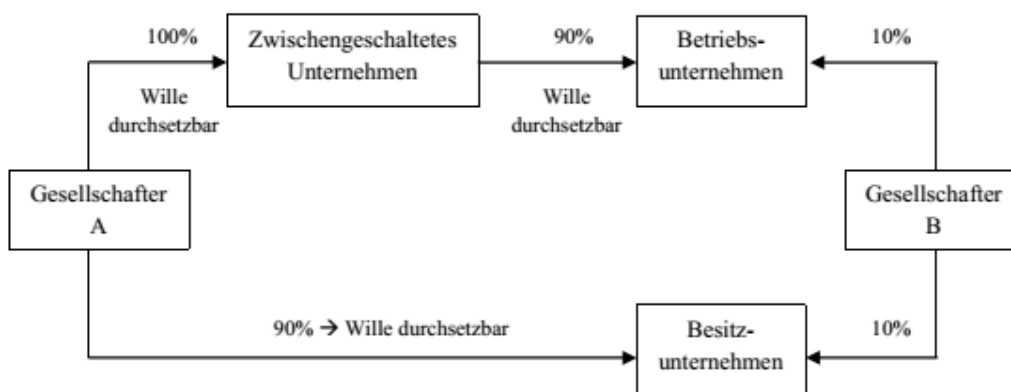 100%
Zwischengeschaltetes
Unternehmen
90%
Betriebs-
unternehmen
10%
Wille
durchsetzbar
Wille
durchsetzbar
Gesellschafter
A
Gesellschafter
B
90% → Wille durchsetzbar
Besitz-
unternehmen
10%